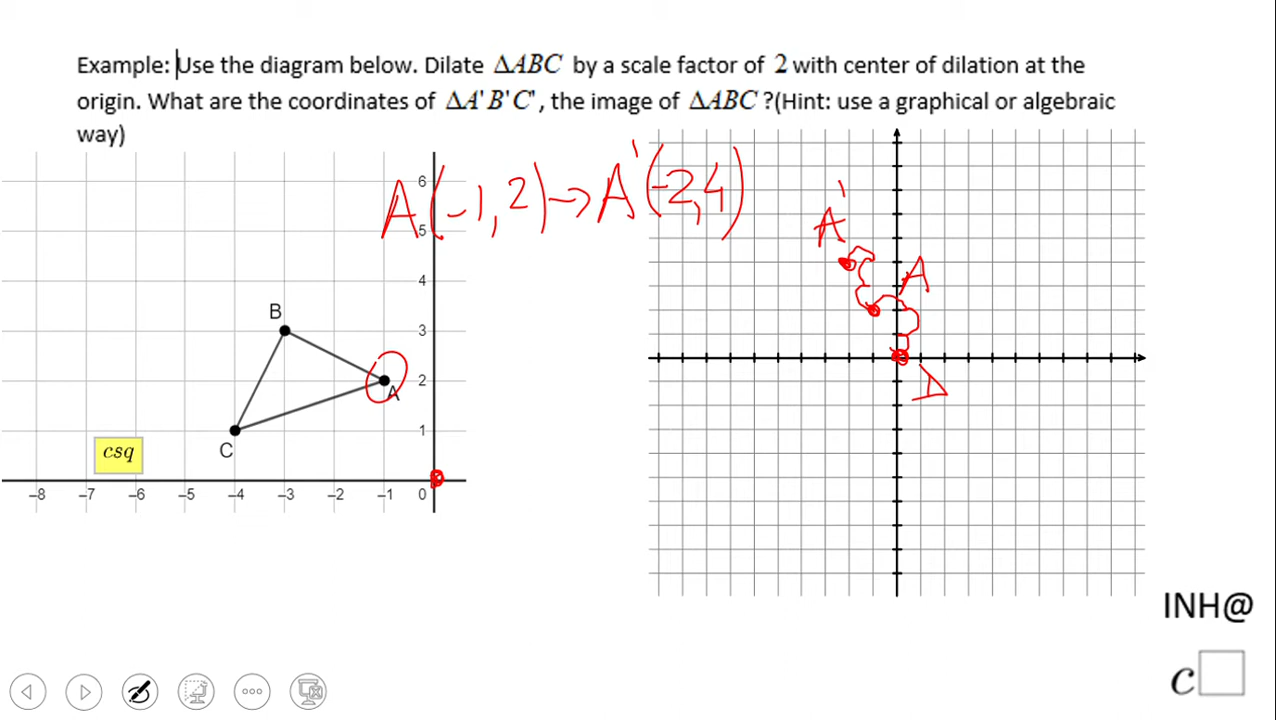 Example: Use the diagram below. Dilate ΔABC by a scale factor of 2 with center of dilation at the
origin. What are the coordinates of ΔA'B'C', the image of ΔABC?(Hint: use a graphical or algebraic
way)
A(-1,2)→A'(-2,4)
6
5
4
3
2
1
B
A
C
csq
-8 -7 -6 -5 -4 -3 -2 -1 0
A'
A
D
INH@
c